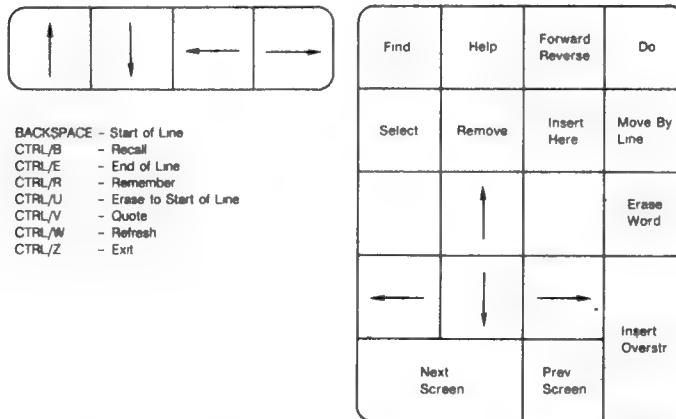 BACKSPACE - Start of Line
CTRL/B - Recall
CTRL/E - End of Line
CTRL/R - Remember
CTRL/U - Erase to Start of Line
CTRL/V - Quote
CTRL/W - Refresh
CTRL/Z - Exit
Find
Help
Forward
Reverse
Do
Select
Remove
Insert
Here
Move By
Line
Erase
Word
Insert
Overstr
Next
Screen
Prev
Screen